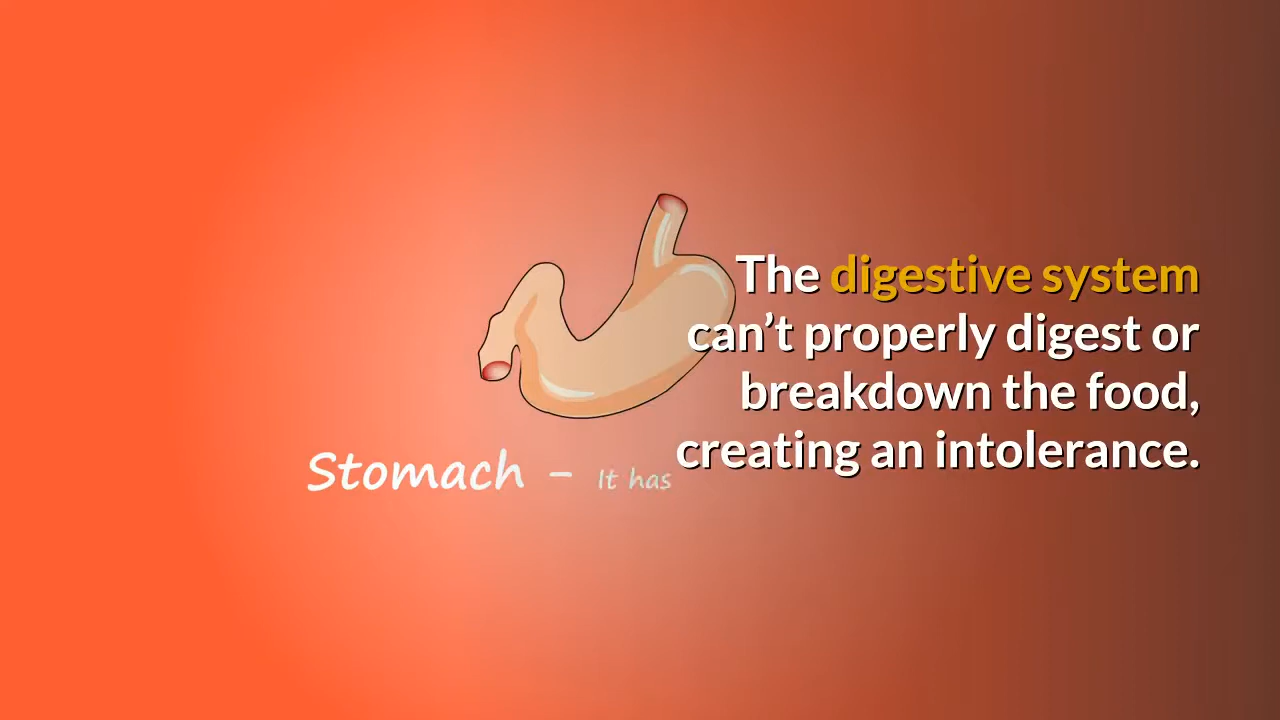 The digestive system
can’t properly digest or
breakdown the food,
creating an intolerance.
Stomach - It has